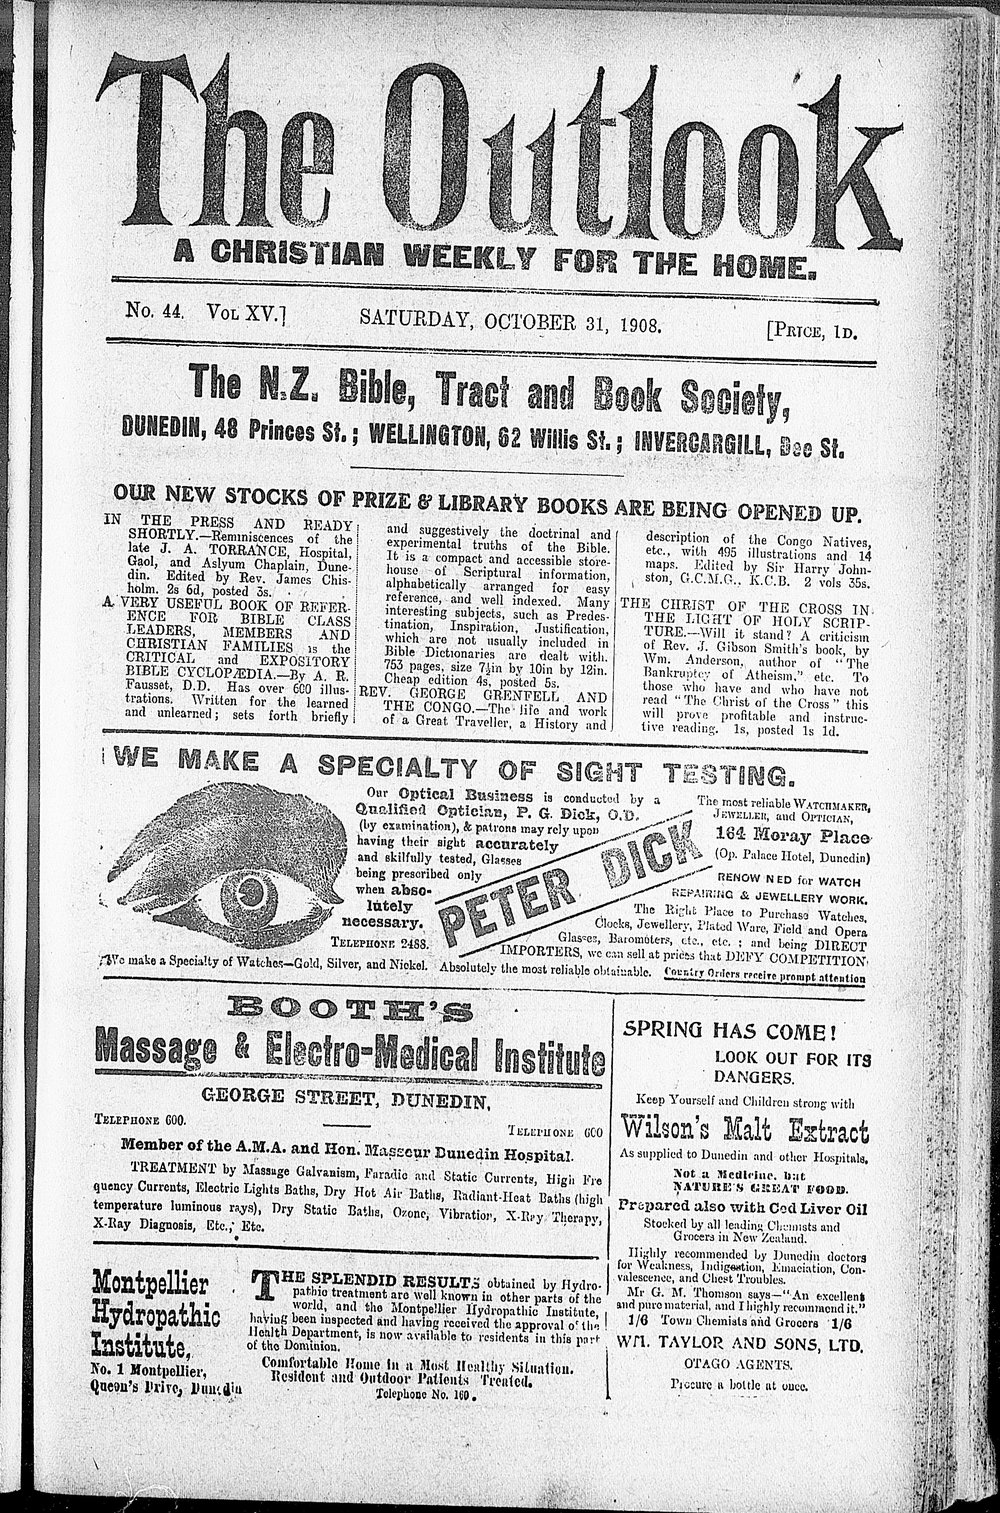 The Outlook
A CHRISTIAN WEEKLY FOR THE HOME.
No. 44. Vol XV.]
SATURDAY, OCTOBER 31, 1908.
[Price, 1d.
The N.Z. Bible, Tract and Book Society,
DUNEDIN, 48 Princes St.; WELLINGTON, 62 Willis St.; INVERCARGILL, Dee St.
OUR NEW STOCKS OF PRIZE & LIBRARY BOOKS ARE BEING OPENED UP.
IN THE PRESS AND READY
SHORTLY.—Reminiscences of the
late J. A. TORRANCE, Hospital,
Gaol, and Aslyum Chaplain, Dune-
din. Edited by Rev. James Chis-
holm. 2s 6d, posted 3s.
A VERY USEFUL BOOK OF REFER-
ENCE FOR BIBLE CLASS
LEADERS, MEMBERS AND
CHRISTIAN FAMILIES is the
CRITICAL and EXPOSITORY
BIBLE CYCLOPÆDIA.—By A. R.
Fausset, D.D. Has over 600 illus-
trations. Written for the learned
and unlearned; sets forth briefly
and suggestively the doctrinal and
experimental truths of the Bible.
It is a compact and accessible store-
house of Scriptural information,
alphabetically arranged for easy
reference, and well indexed. Many
interesting subjects, such as Predes-
tination, Inspiration, Justification,
which are not usually included in
Bible Dictionaries are dealt with.
753 pages, size 7½in by 10in by 12in.
Cheap edition 4s, posted 5s.
REV. GEORGE GRENFELL AND
THE CONGO.—The life and work
of a Great Traveller, a History and
description of the Congo Natives,
etc., with 495 illustrations and 14
maps. Edited by Sir Harry John-
ston, G.C.M.G., K.C.B. 2 vols 35s.
THE CHRIST OF THE CROSS IN
THE LIGHT OF HOLY SCRIP-
TURE.—Will it stand? A criticism
of Rev. J. Gibson Smith's book, by
Wm. Anderson, author of "The
Bankruptcy of Atheism," etc. To
those who have and who have not
read "The Christ of the Cross" this
will prove profitable and instruc-
tive reading. 1s, posted 1s 1d.
WE MAKE A SPECIALTY OF SIGHT TESTING.
Our Optical Business is conducted by a
Qualified Optician, P. G. Dick, O.D.
(by examination), & patrons may rely upon
having their sight accurately
and skilfully tested, Glasses
being prescribed only
when abso-
lutely
necessary.
Telephone 2488.
PETER DICK
The most reliable Watchmaker,
Jeweller, and Optician,
164 Moray Place
(Op. Palace Hotel, Dunedin)
RENOWNED for WATCH
REPAIRING & JEWELLERY WORK.
The Right Place to Purchase Watches,
Clocks, Jewellery, Plated Ware, Field and Opera
Glasses, Barometers, etc., etc.; and being DIRECT
IMPORTERS, we can sell at prices that DEFY COMPETITION
We make a Specialty of Watches—Gold, Silver, and Nickel. Absolutely the most reliable obtainable. Country Orders receive prompt attention
BOOTH'S
Massage & Electro-Medical Institute
GEORGE STREET, DUNEDIN.
Telephone 600.
Telephone 600
Member of the A.M.A. and Hon. Masseur Dunedin Hospital.
TREATMENT by Massage Galvanism, Faradic and Static Currents, High Fre
quency Currents, Electric Lights Baths, Dry Hot Air Baths, Radiant-Heat Baths (high
temperature luminous rays), Dry Static Baths, Ozone, Vibratior, X-Ray Therapy,
X-Ray Diagnosis, Etc., Etc.
Montpellier
Hydropathic
Institute,
No. 1 Montpellier,
Queen's Drive, Dunedin
THE SPLENDID RESULTS obtained by Hydro-
pathic treatment are well known in other parts of the
world, and the Montpellier Hydropathic Institute,
having been inspected and having received the approval of the
Health Department, is now available to residents in this part
of the Dominion.
Comfortable Home in a Most Healthy Situation.
Resident and Outdoor Patients Treated.
Telephone No. 160.
SPRING HAS COME!
LOOK OUT FOR ITS
DANGERS.
Keep Yourself and Children strong with
Wilson's Malt Extract
As supplied to Dunedin and other Hospitals.
Not a Medicine, but
NATURE'S GREAT FOOD.
Prepared also with Cod Liver Oil
Stocked by all leading Chemists and
Grocers in New Zealand.
Highly recommended by Dunedin doctors
for Weakness, Indigestion, Emaciation, Con-
valescence, and Chest Troubles.
Mr G. M. Thomson says—"An excellent
and pure material, and I highly recommend it."
1/6 Town Chemists and Grocers 1/6
WM. TAYLOR AND SONS, LTD.
OTAGO AGENTS.
Procure a bottle at once.